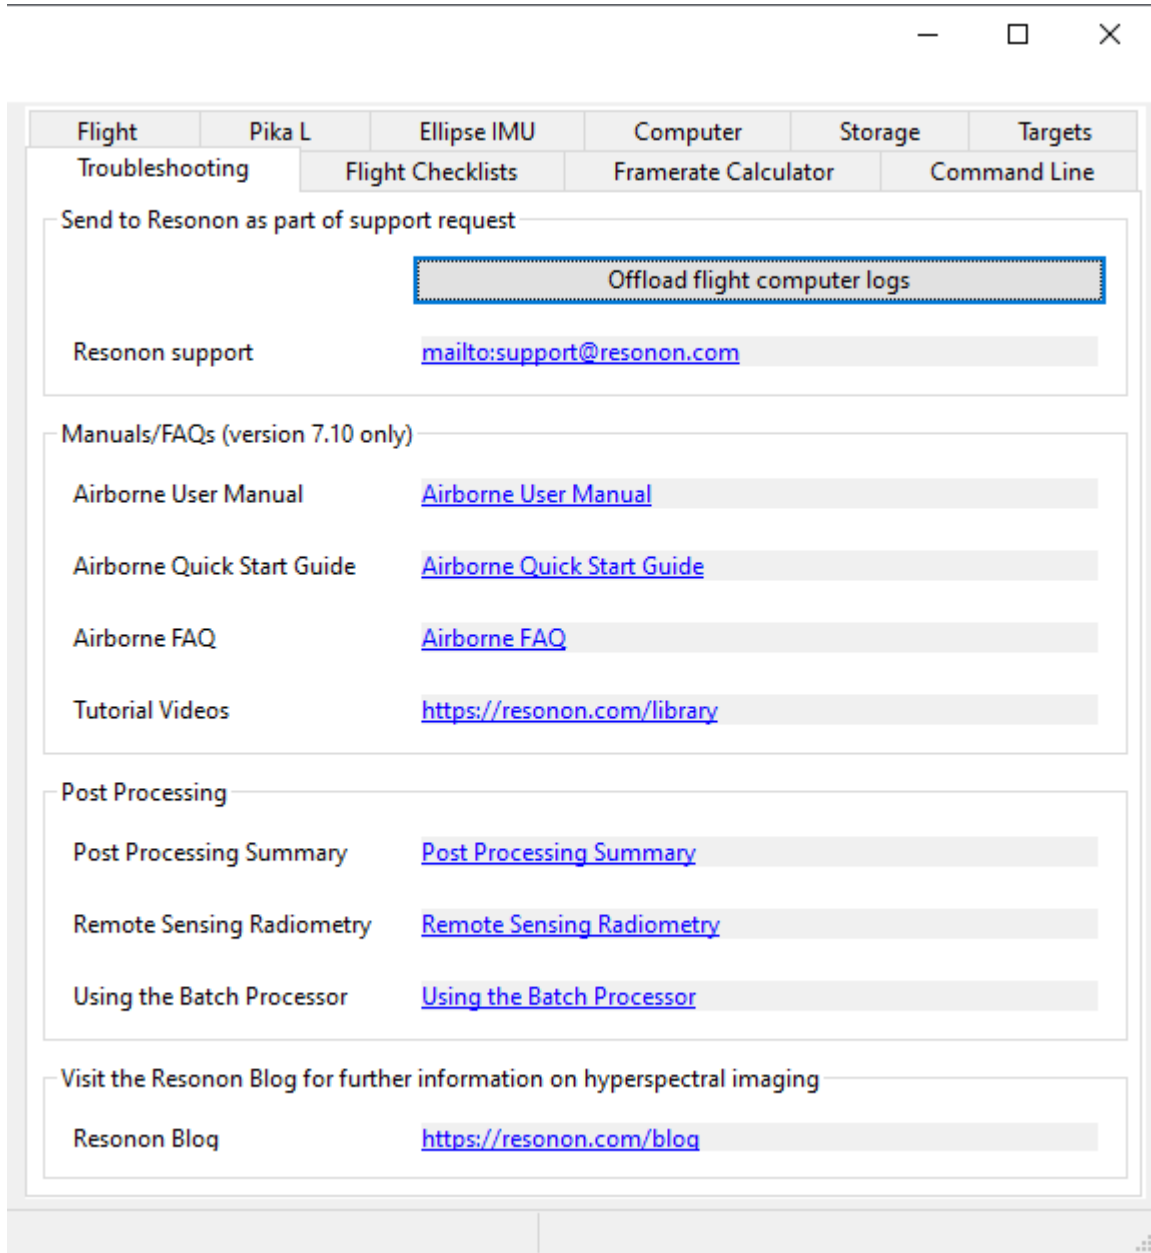 Flight Pika L Ellipse IMU Computer Storage Targets
Troubleshooting Flight Checklists Framerate Calculator Command Line
Send to Resonon as part of support request
Offload flight computer logs
Resonon support mailto:support@resonon.com
Manuals/FAQs (version 7.10 only)
Airborne User Manual Airborne User Manual
Airborne Quick Start Guide Airborne Quick Start Guide
Airborne FAQ Airborne FAQ
Tutorial Videos https://resonon.com/library
Post Processing
Post Processing Summary Post Processing Summary
Remote Sensing Radiometry Remote Sensing Radiometry
Using the Batch Processor Using the Batch Processor
Visit the Resonon Blog for further information on hyperspectral imaging
Resonon Blog https://resonon.com/blog